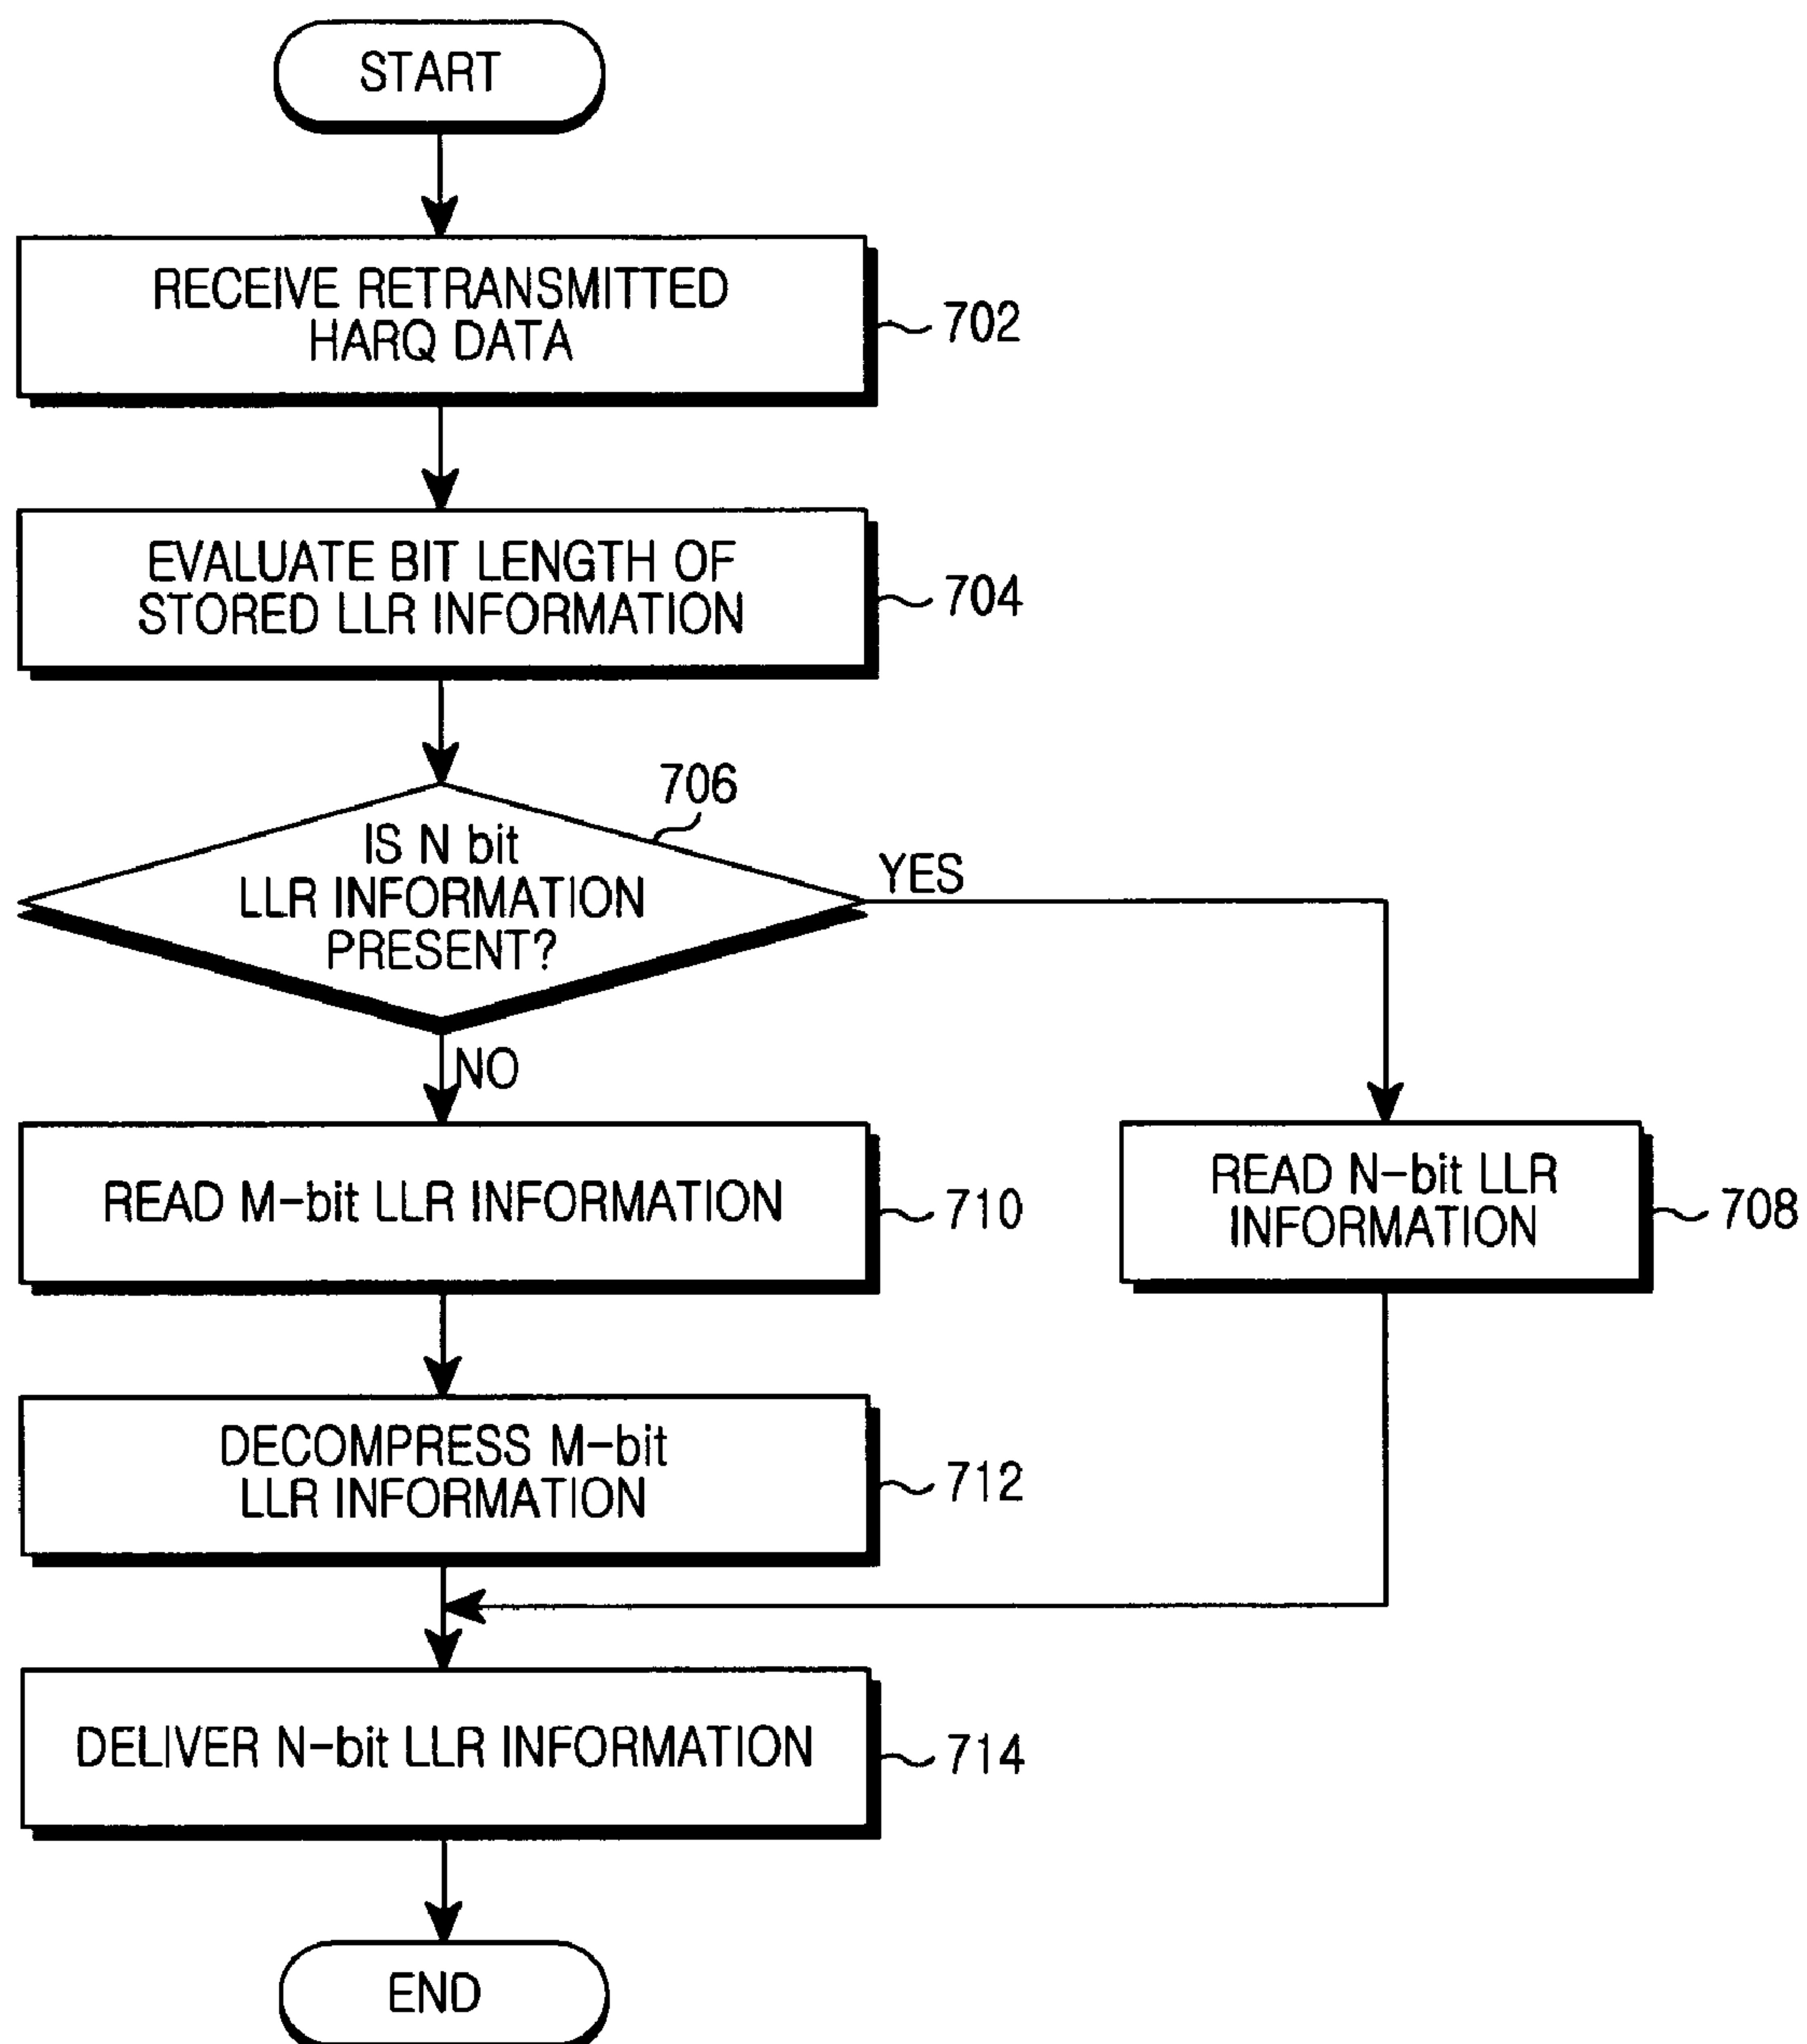 START
RECEIVE RETRANSMITTED
HARQ DATA
702
EVALUATE BIT LENGTH OF
STORED LLR INFORMATION
704
706
IS N bit
LLR INFORMATION
PRESENT?
YES
NO
READ M-bit LLR INFORMATION
710
READ N-bit LLR
INFORMATION
708
DECOMPRESS M-bit
LLR INFORMATION
712
DELIVER N-bit LLR INFORMATION
714
END